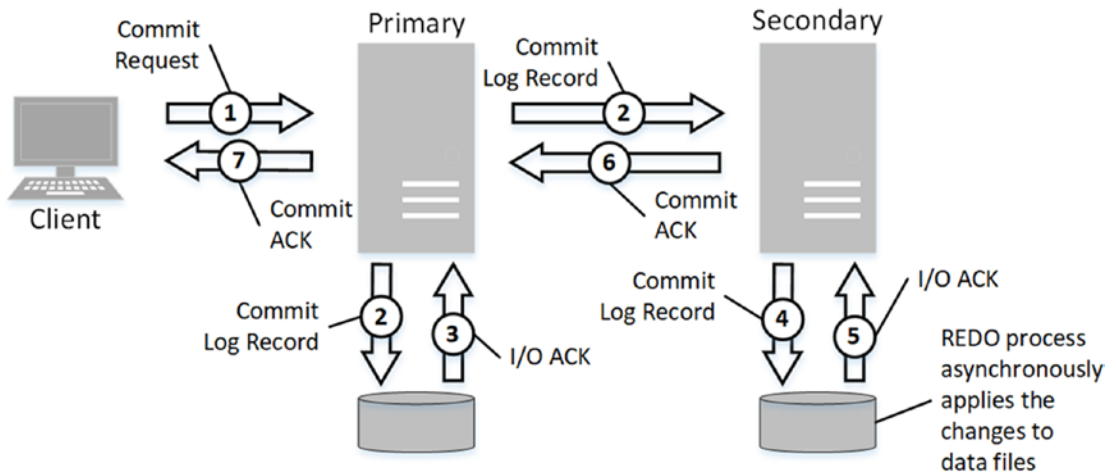 Primary
Secondary
Commit
Request
Commit
Log Record
1
2
7
6
Client
Commit
ACK
Commit
ACK
Commit
Log Record
2
3
I/O ACK
Commit
Log Record
4
5
I/O ACK
REDO process
asynchronously
applies the
changes to
data files